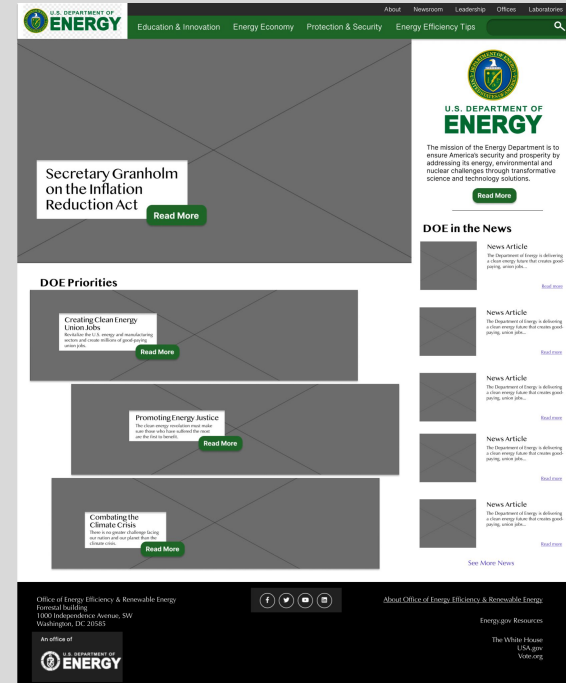 About Newsroom Leadership Offices Laboratories
U.S. DEPARTMENT OF
ENERGY
Education & Innovation Energy Economy Protection & Security Energy Efficiency Tips
Secretary Granholm
on the Inflation
Reduction Act
Read More
U.S. DEPARTMENT OF
ENERGY
The mission of the Energy Department is to
ensure America's security and prosperity by
addressing its energy, environmental and
nuclear challenges through transformative
science and technology solutions.
Read More
DOE in the News
News Article
The Department of Energy is delivering
a clean energy future that creates good-
paying, union jobs...
Read more
News Article
The Department of Energy is delivering
a clean energy future that creates good-
paying, union jobs...
Read more
News Article
The Department of Energy is delivering
a clean energy future that creates good-
paying, union jobs...
Read more
News Article
The Department of Energy is delivering
a clean energy future that creates good-
paying, union jobs...
Read more
News Article
The Department of Energy is delivering
a clean energy future that creates good-
paying, union jobs...
Read more
See More News
DOE Priorities
Creating Clean Energy
Union Jobs
Revitalize the U.S. energy and manufacturing
sectors and create millions of good-paying
union jobs.
Read More
Promoting Energy Justice
The clean energy revolution must make
sure those who have suffered the most
are the first to benefit.
Read More
Combating the
Climate Crisis
There is no greater challenge facing
our nation and our planet than the
climate crisis.
Read More
Office of Energy Efficiency & Renewable Energy
Forrestal building
1000 Independence Avenue, SW
Washington, DC 20585
An office of
U.S. DEPARTMENT OF
ENERGY
About Office of Energy Efficiency & Renewable Energy
Energy.gov Resources
The White House
USA.gov
Vote.org